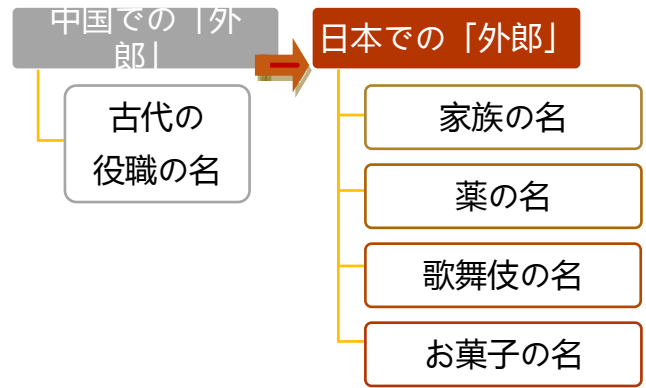 中国での「外
郎」
古代の
役職の名
日本での「外郎」
家族の名
薬の名
歌舞伎の名
お菓子の名